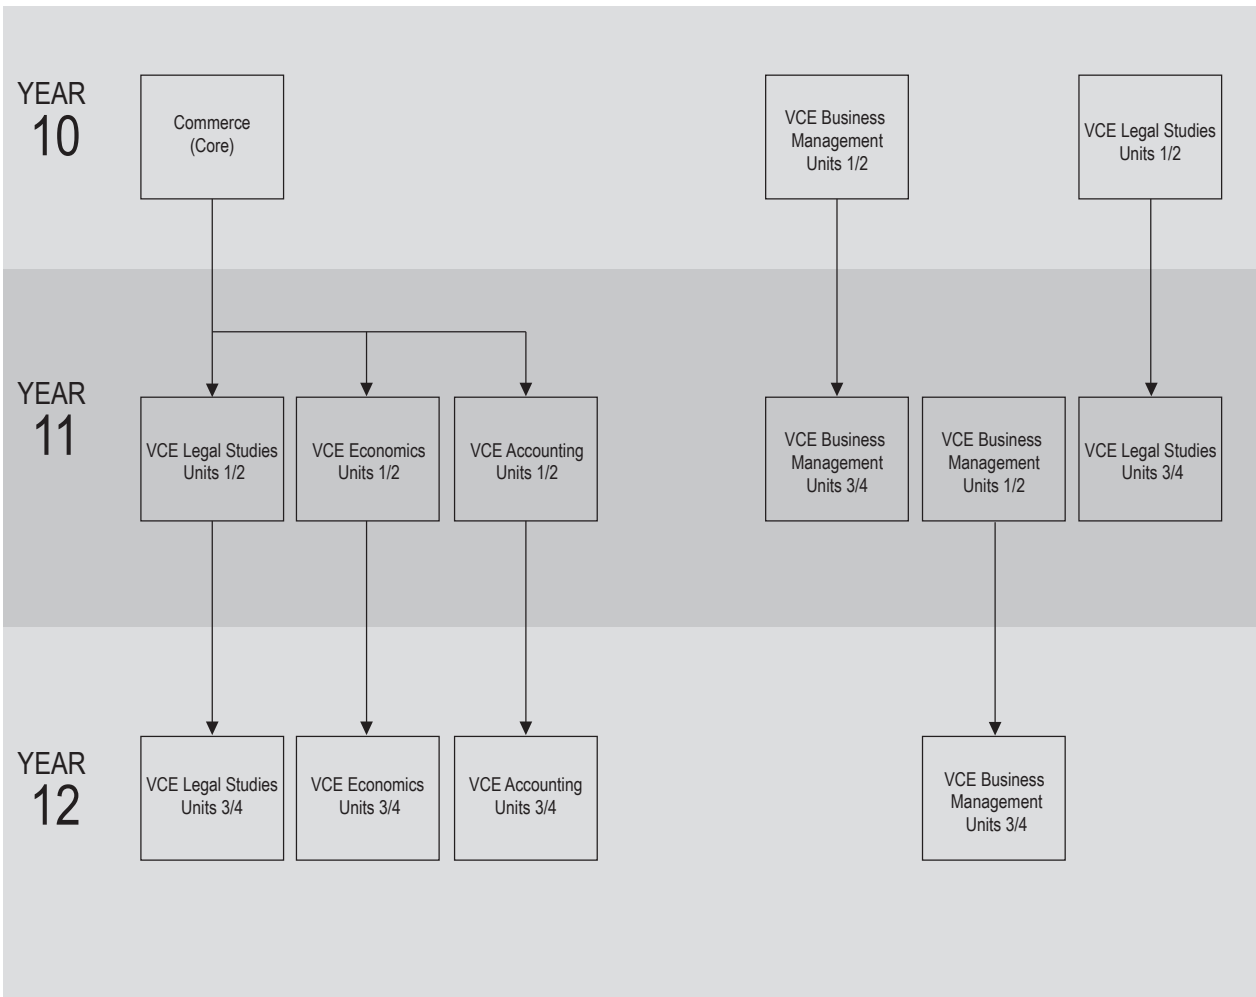 YEAR
10
Commerce
(Core)
VCE Business
Management
Units 1/2
VCE Legal Studies
Units 1/2
YEAR
11
VCE Legal Studies
Units 1/2
VCE Economics
Units 1/2
VCE Accounting
Units 1/2
VCE Business
Management
Units 3/4
VCE Business
Management
Units 1/2
VCE Legal Studies
Units 3/4
YEAR
12
VCE Legal Studies
Units 3/4
VCE Economics
Units 3/4
VCE Accounting
Units 3/4
VCE Business
Management
Units 3/4